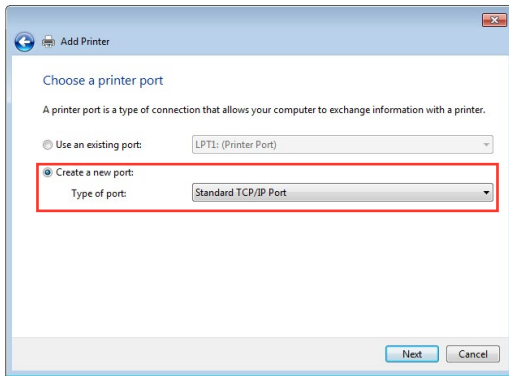 Add Printer
Choose a printer port
A printer port is a type of connection that allows your computer to exchange information with a printer.
Use an existing port: LPT1: (Printer Port)
Create a new port:
Type of port: Standard TCP/IP Port
Next Cancel